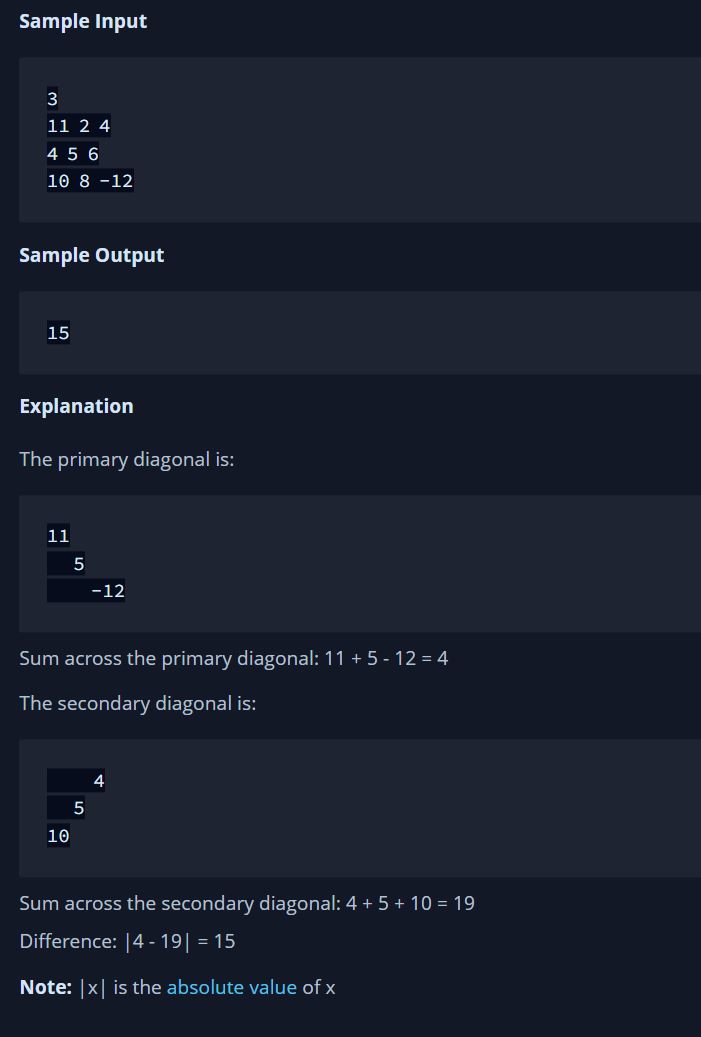 Sample Input
3
11 2 4
4 5 6
10 8 -12
Sample Output
15
Explanation
The primary diagonal is:
11
5
-12
Sum across the primary diagonal: 11 + 5 - 12 = 4
The secondary diagonal is:
4
5
10
Sum across the secondary diagonal: 4 + 5 + 10 = 19
Difference: |4 - 19| = 15
Note: |x| is the absolute value of x